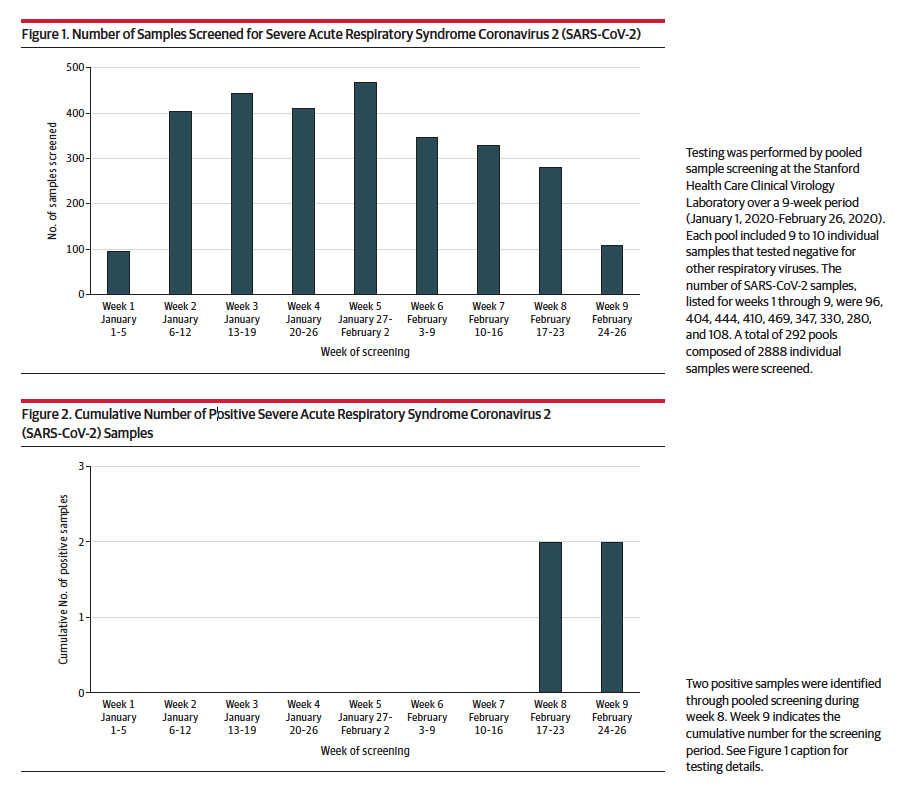 Figure 1. Number of Samples Screened for Severe Acute Respiratory Syndrome Coronavirus 2 (SARS-CoV-2)
500
400
300
200
100
0
No. of samples screened
Week 1 Week 2 Week 3 Week 4 Week 5 Week 6 Week 7 Week 8 Week 9
January January January January January 27- February February February February
1-5 6-12 13-19 20-26 February 2 3-9 10-16 17-23 24-26
Week of screening
Testing was performed by pooled
sample screening at the Stanford
Health Care Clinical Virology
Laboratory over a 9-week period
(January 1, 2020-February 26, 2020).
Each pool included 9 to 10 individual
samples that tested negative for
other respiratory viruses. The
number of SARS-CoV-2 samples,
listed for weeks 1 through 9, were 96,
404, 444, 410, 469, 347, 330, 280,
and 108. A total of 292 pools
composed of 2888 individual
samples were screened.
Figure 2. Cumulative Number of Positive Severe Acute Respiratory Syndrome Coronavirus 2
(SARS-CoV-2) Samples
3
2
1
0
Cumulative No. of positive samples
Week 1 Week 2 Week 3 Week 4 Week 5 Week 6 Week 7 Week 8 Week 9
January January January January January 27- February February February February
1-5 6-12 13-19 20-26 February 2 3-9 10-16 17-23 24-26
Week of screening
Two positive samples were identified
through pooled screening during
week 8. Week 9 indicates the
cumulative number for the screening
period. See Figure 1 caption for
testing details.